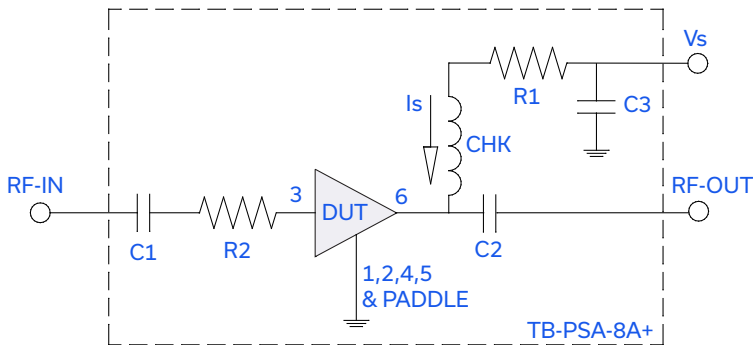 Vs
R1
C3
Is
CHK
RF-IN
3
DUT
6
RF-OUT
C1
R2
C2
1,2,4,5
& PADDLE
TB-PSA-8A+